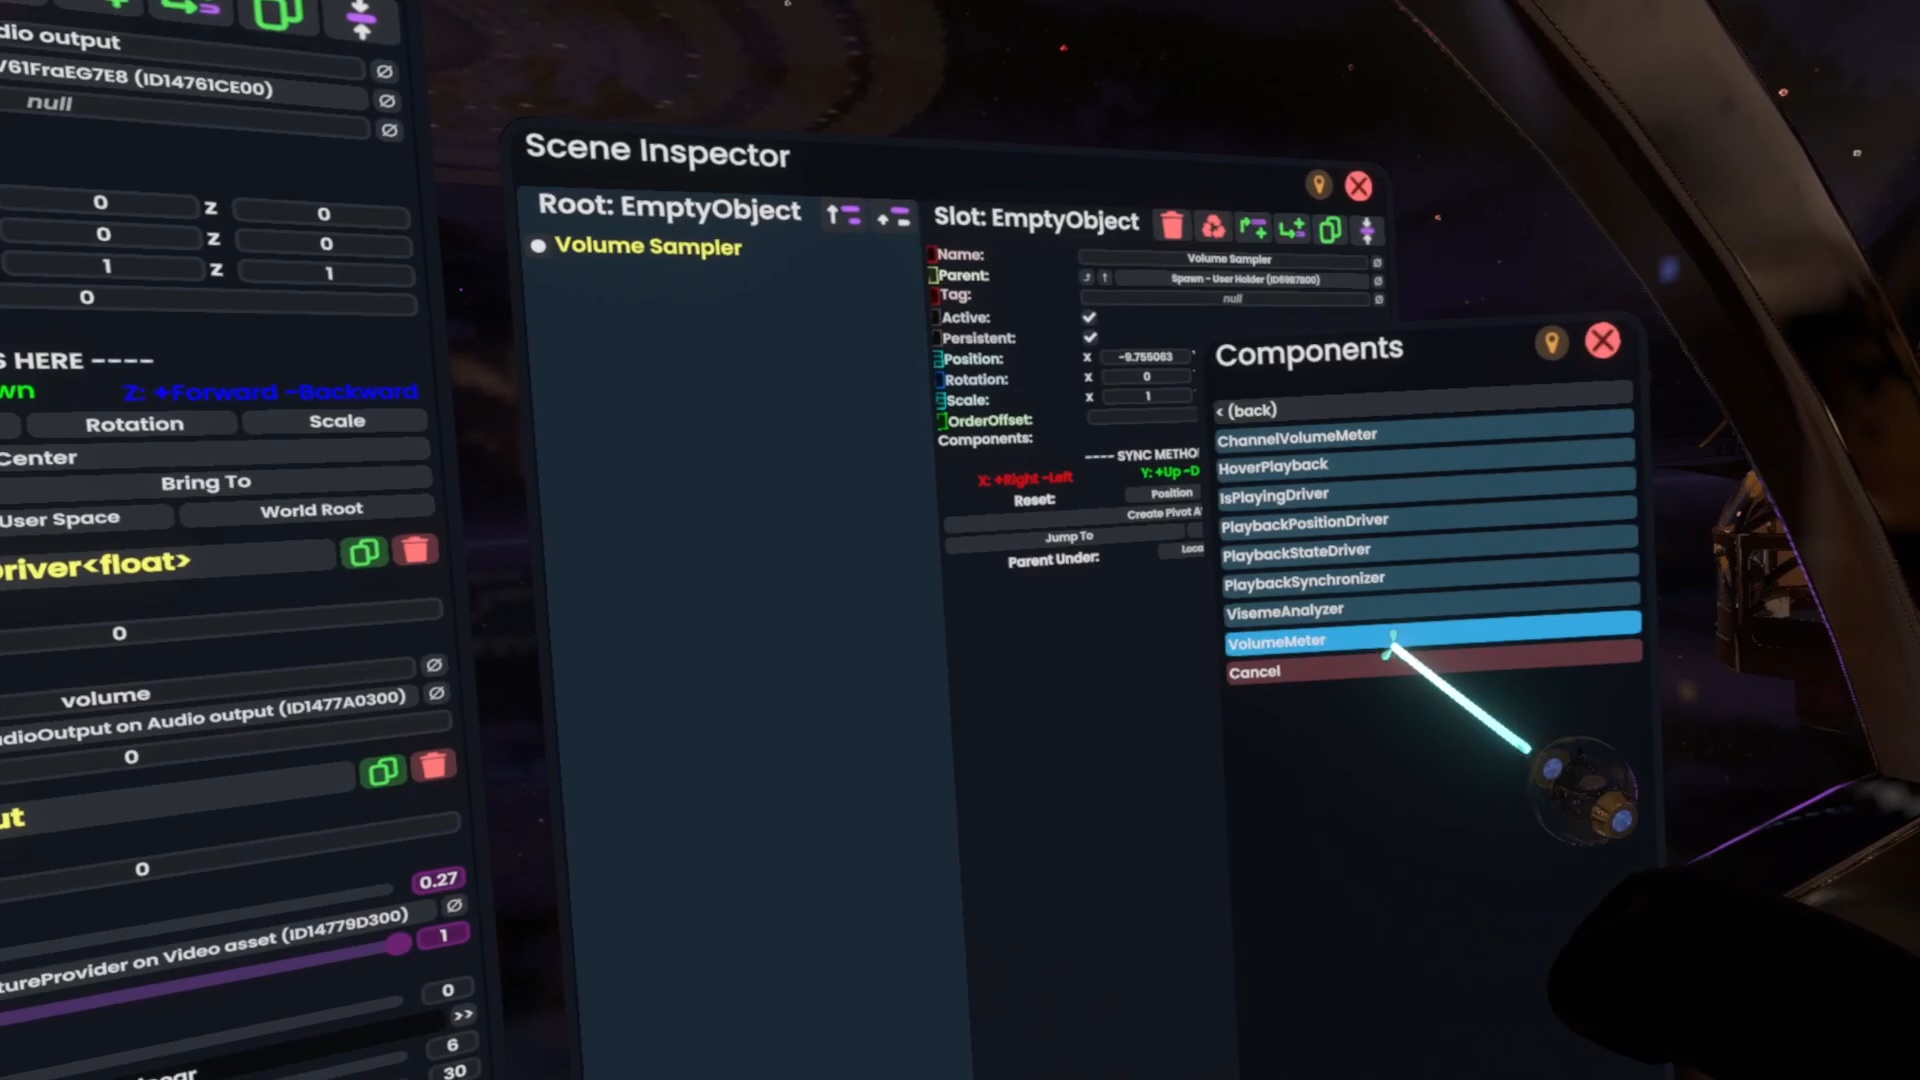 dio output
V61FraEG7E8 (ID14761CE00)
null
0 Z 0
0 Z 0
1 Z 1
0
S HERE ----
wn Z: +Forward -Backward
Rotation Scale
Center
Bring To
User Space World Root
Driver<float>
0
volume
dioOutput on Audio output (ID1477A0300)
0
ut
0
0.27
tureProvider on Video asset (ID14779D300)
1
0
>>
6
30
Scene Inspector
Root: EmptyObject
Volume Sampler
Slot: EmptyObject
Name: Volume Sampler
Parent: Spawn - User Holder (ID5987B00)
Tag: null
Active:
Persistent:
Position: X -9.755063
Rotation: X 0
Scale: X 1
OrderOffset:
Components:
---- SYNC METHO
X: +Right -Left Y: +Up -D
Reset: Position
Create Pivot A
Jump To
Parent Under: Loca
Components
< (back)
ChannelVolumeMeter
HoverPlayback
IsPlayingDriver
PlaybackPositionDriver
PlaybackStateDriver
PlaybackSynchronizer
VisemeAnalyzer
VolumeMeter
Cancel